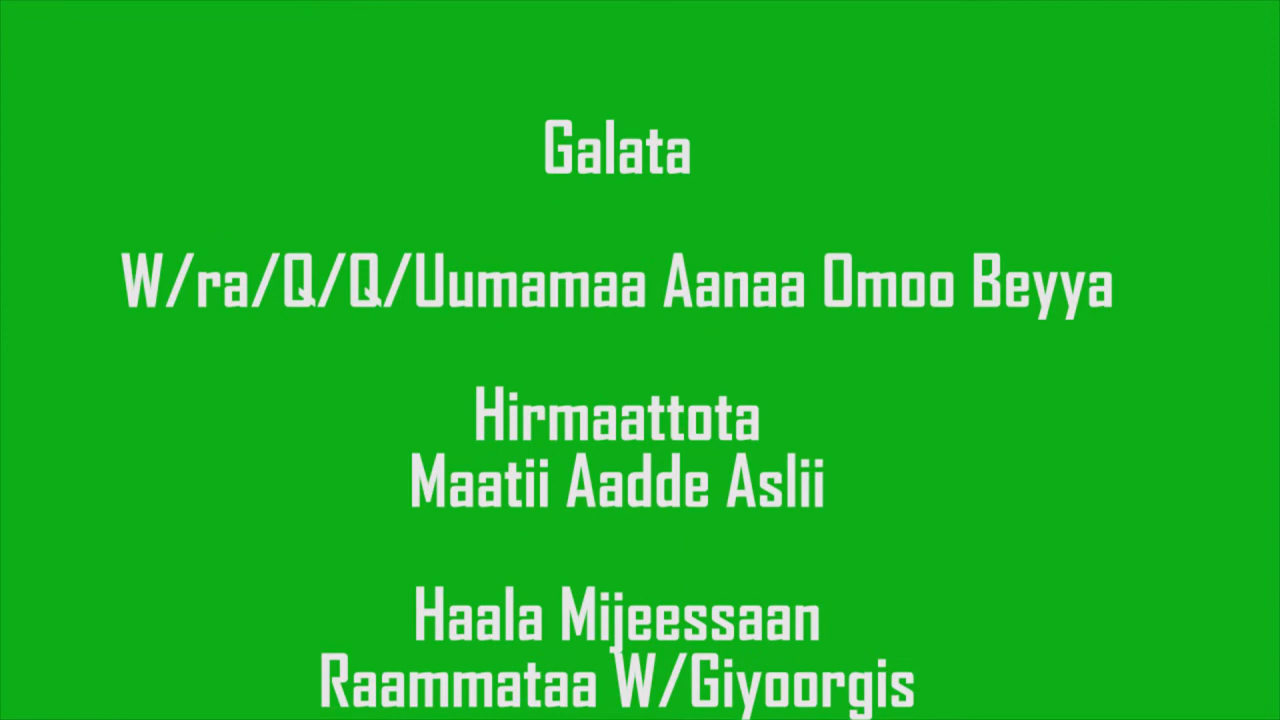 Galata
W/ra/Q/Q/Uumamaa Aanaa Omoo Beyya
Hirmaattota
Maatii Aadde Aslii
Haala Mijeessaan
Raammataa W/Giyoorgis